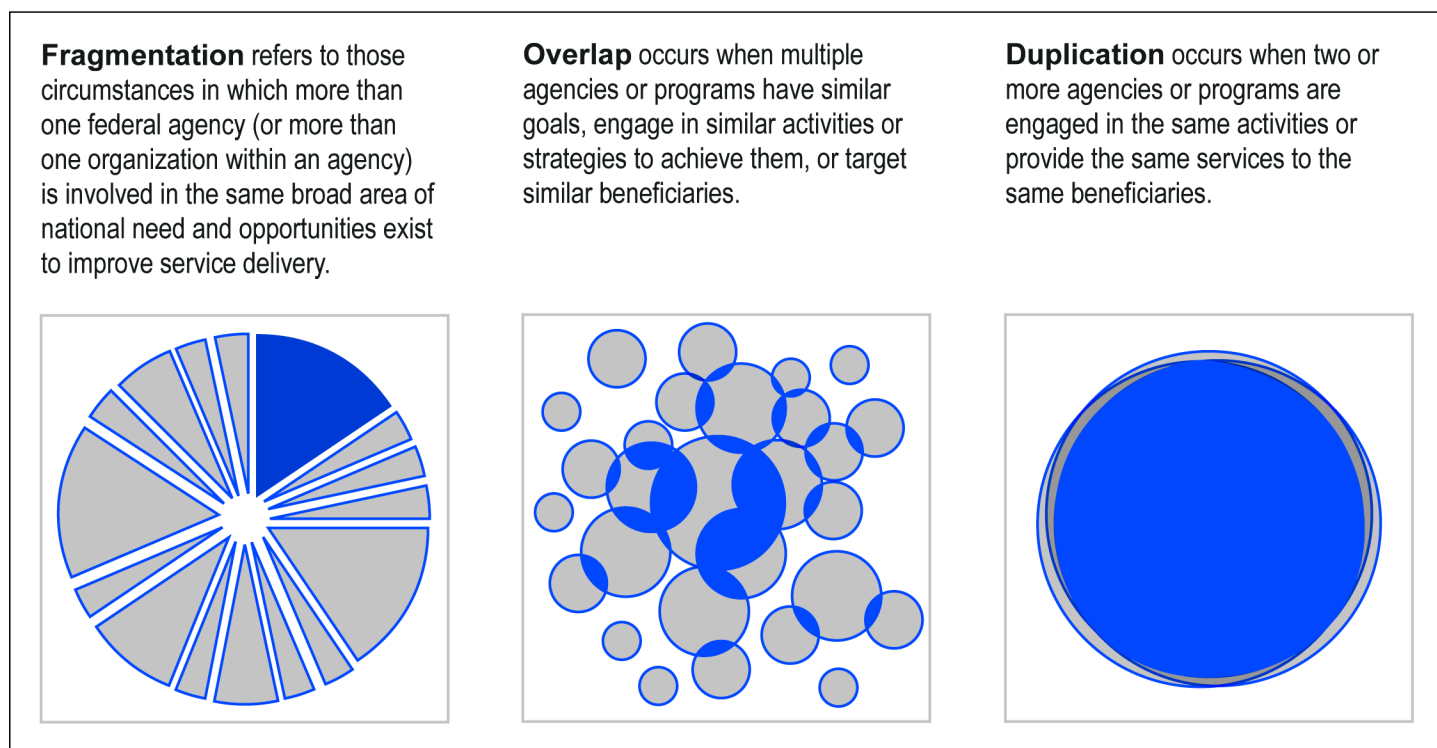 Fragmentation refers to those
circumstances in which more than
one federal agency (or more than
one organization within an agency)
is involved in the same broad area of
national need and opportunities exist
to improve service delivery.
Overlap occurs when multiple
agencies or programs have similar
goals, engage in similar activities or
strategies to achieve them, or target
similar beneficiaries.
Duplication occurs when two or
more agencies or programs are
engaged in the same activities or
provide the same services to the
same beneficiaries.